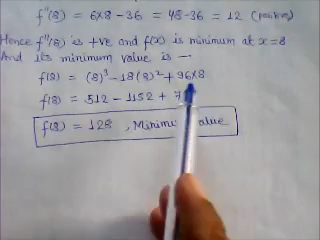 f"(8) = 6×8 - 36 = 48-36 = 12 (positive)
Hence f"(8) is +ve and f(x) is minimum at x=8
And its minimum value is —
f(8) = (8)³ - 18(8)² + 96×8
f(8) = 512 - 1152 + 7
f(8) = 128 , Minimum value